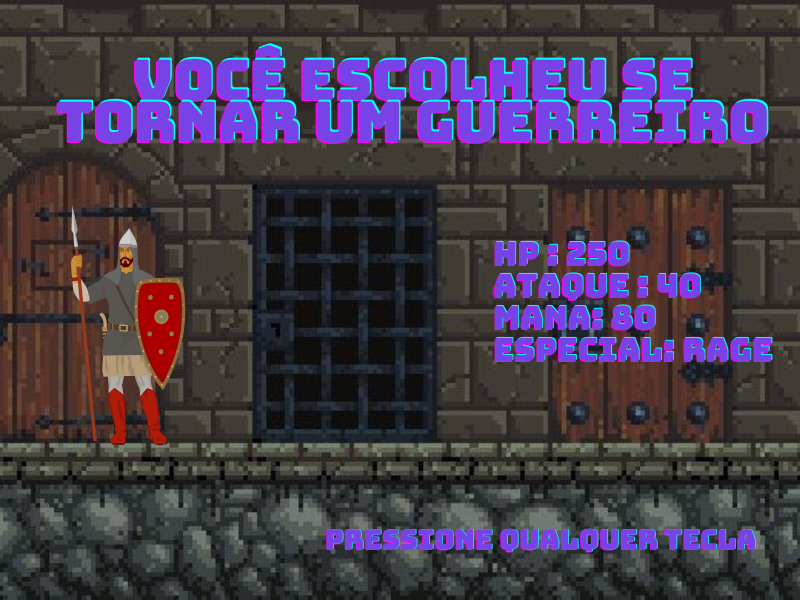 VOCÊ ESCOLHEU SE
TORNAR UM GUERREIRO
HP : 250
ATAQUE : 40
MANA: 80
ESPECIAL: RAGE
PRESSIONE QUALQUER TECLA